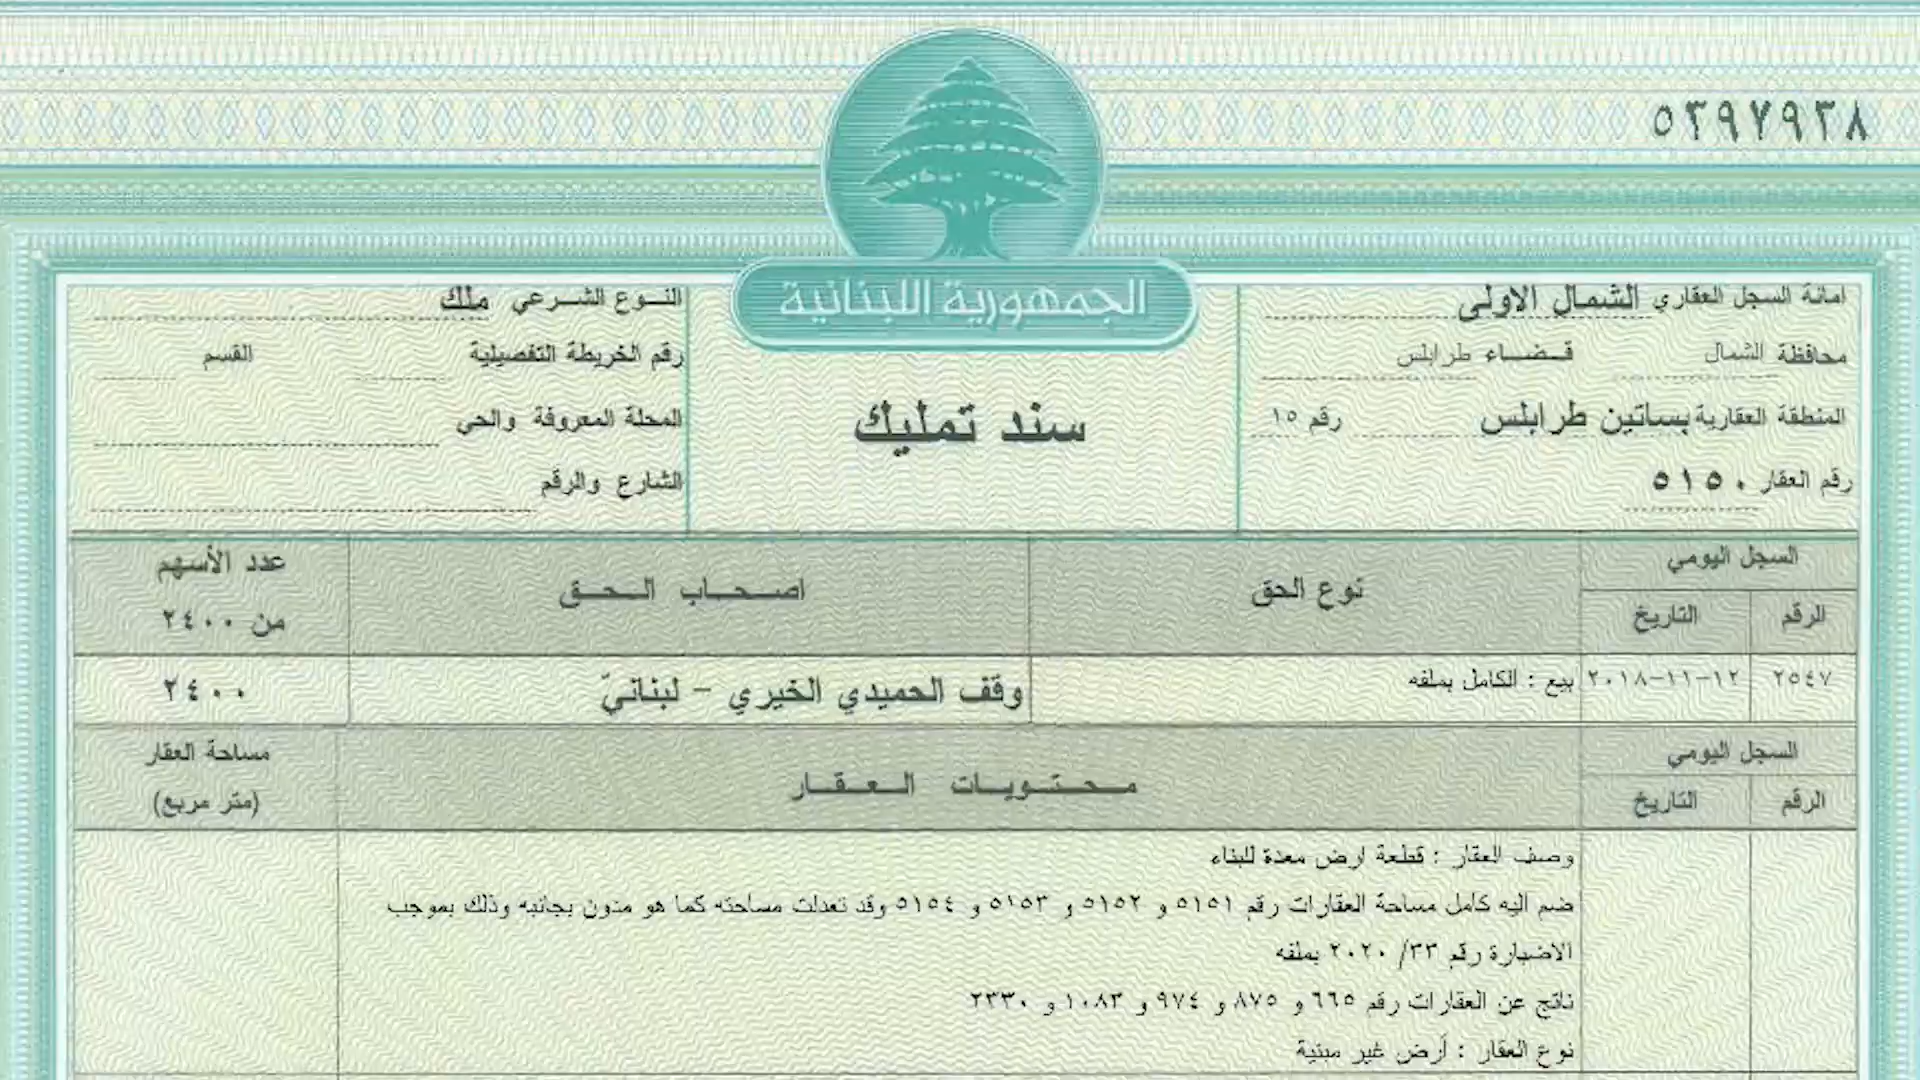 ٥٣٩٧٩٣٨
الجمهورية اللبنانية
امانة السجل العقاري الشمال الاولى
محافظة الشمال قـضـاء طرابلس
المنطقة العقارية بساتين طرابلس رقم ١٥
رقم العقار ٥١٥٠
سند تمليك
النوع الشرعي ملك
رقم الخريطة التفصيلية القسم
المحلة المعروفة والحي
الشارع والرقم
السجل اليومي
الرقم التاريخ
نوع الحق
اصحاب الحق
عدد الأسهم
من ٢٤٠٠
٢٥٤٧ ١٢-١١-٢٠١٨ بيع : الكامل بملفه وقف الحميدي الخيري - لبنانيّ ٢٤٠٠
السجل اليومي
الرقم التاريخ
محتويات العقار
مساحة العقار
(متر مربع)
وصف العقار : قطعة ارض معدة للبناء
ضم اليه كامل مساحة العقارات رقم ٥١٥١ و ٥١٥٢ و ٥١٥٣ و ٥١٥٤ وقد تعدلت مساحته كما هو مدون بجانبه وذلك بموجب
الاضبارة رقم ٣٣/ ٢٠٢٠ بملفه
ناتج عن العقارات رقم ٦٦٥ و ٨٧٥ و ٩٧٤ و ١٠٨٣ و ٢٣٣٠
نوع العقار : أرض غير مبنية